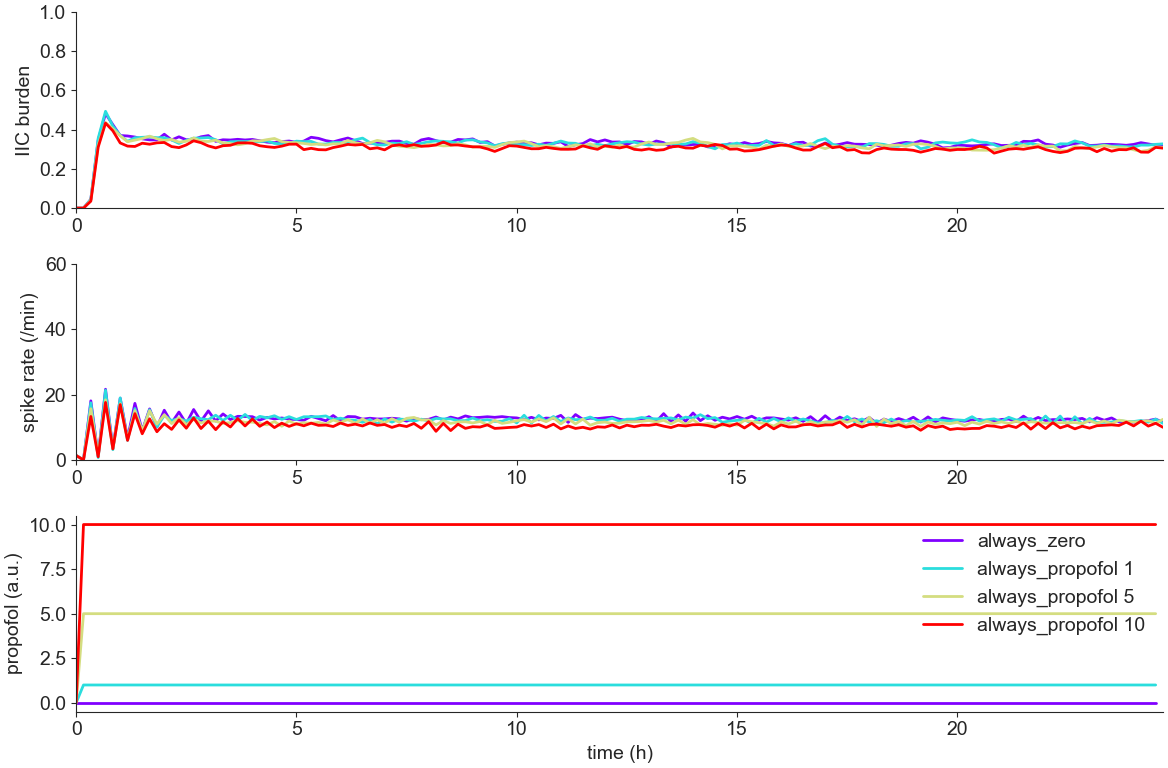 IIC burden
1.0
0.8
0.6
0.4
0.2
0.0
0 5 10 15 20
spike rate (/min)
60
40
20
0
0 5 10 15 20
propofol (a.u.)
10.0
7.5
5.0
2.5
0.0
always_zero
always_propofol 1
always_propofol 5
always_propofol 10
0 5 10 15 20
time (h)